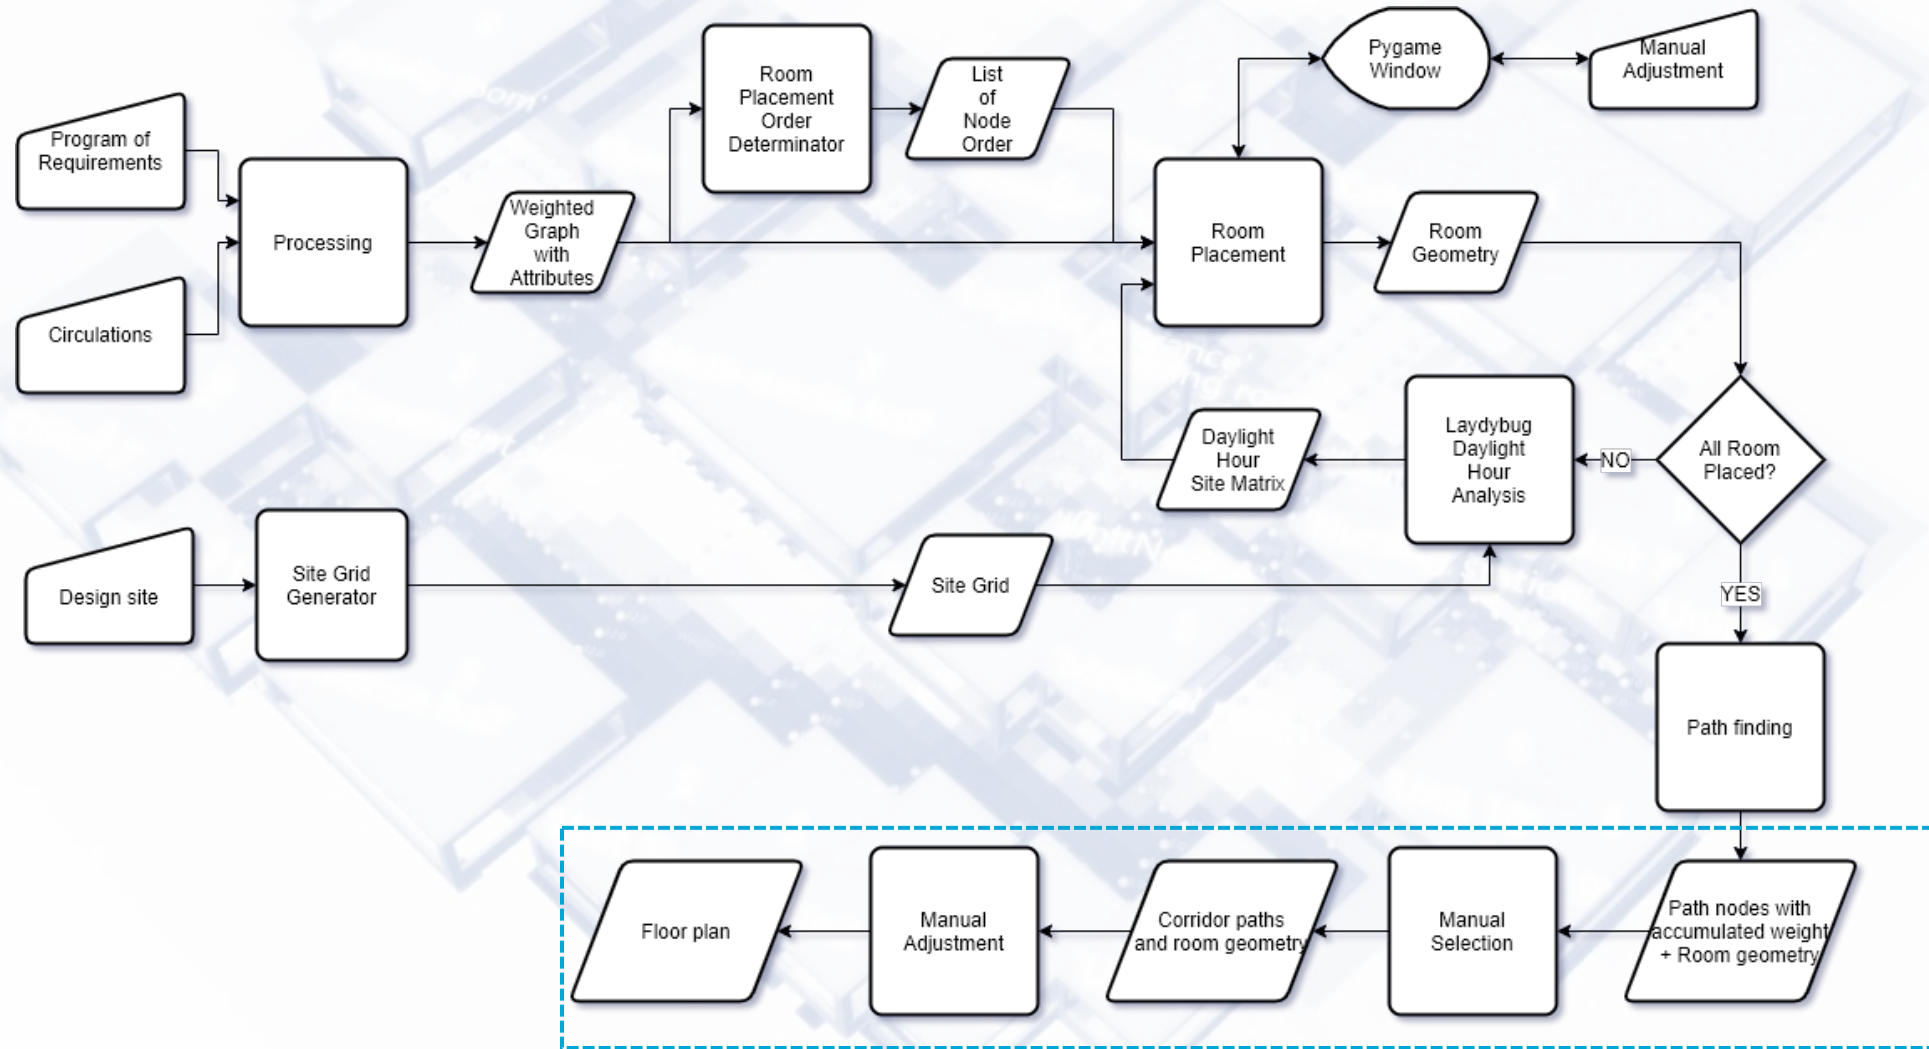 Program of
Requirements
Circulations
Processing
Weighted
Graph
with
Attributes
Room
Placement
Order
Determinator
List
of
Node
Order
Pygame
Window
Manual
Adjustment
Room
Placement
Room
Geometry
All Room
Placed?
NO
Laydybug
Daylight
Hour
Analysis
Daylight
Hour
Site Matrix
Design site
Site Grid
Generator
Site Grid
YES
Path finding
Path nodes with
accumulated weight
+ Room geometry
Manual
Selection
Corridor paths
and room geometry
Manual
Adjustment
Floor plan